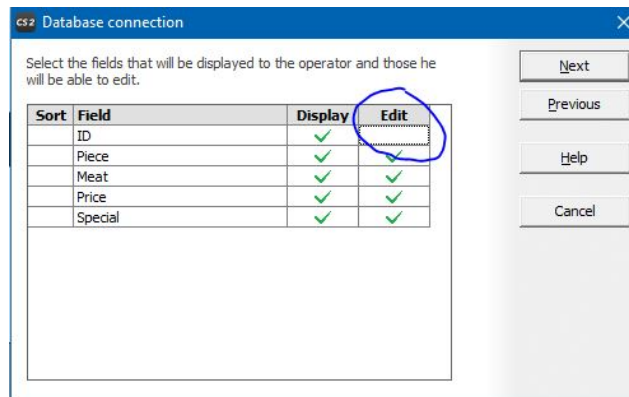 CS2 Database connection
Select the fields that will be displayed to the operator and those he
will be able to edit.
Next
Previous
Help
Cancel
Sort Field Display Edit
ID
Piece
Meat
Price
Special